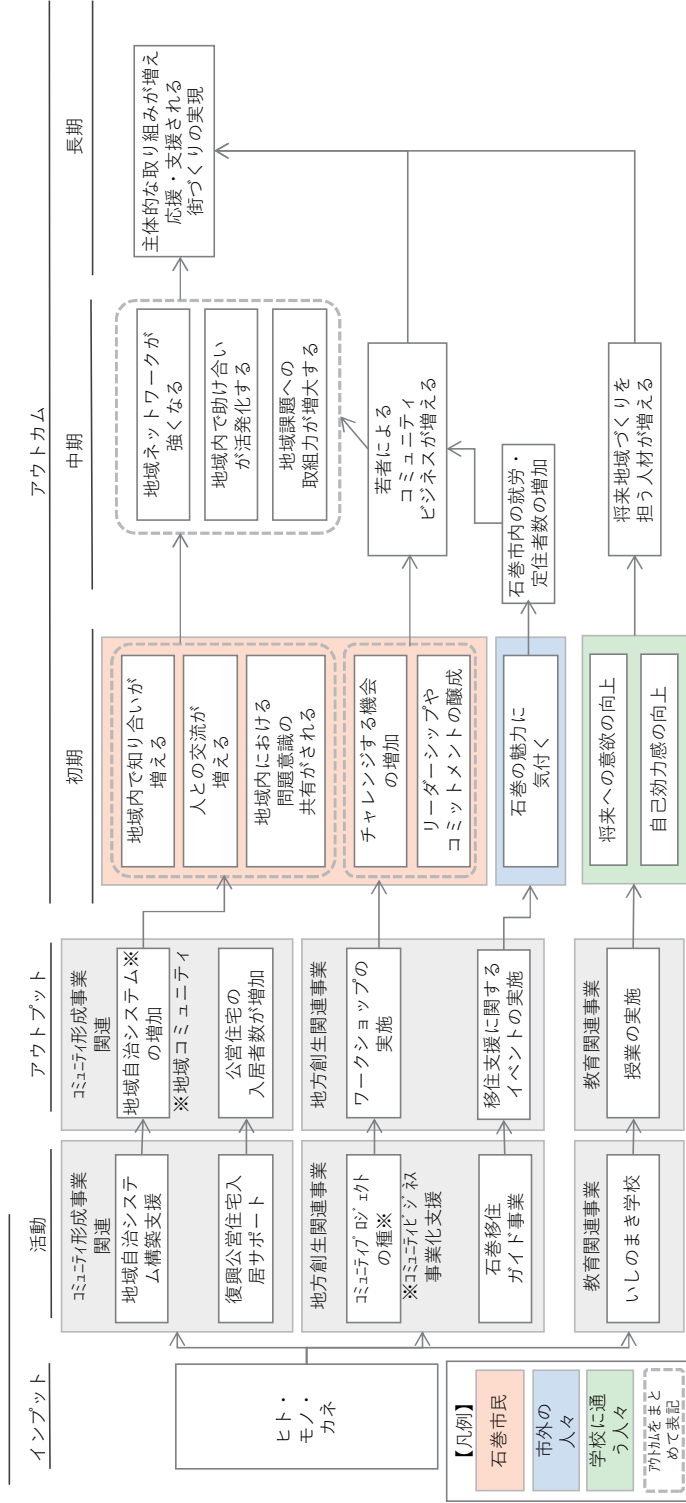 インプット
活動
アウトプット
アウトカム
初期
中期
長期
ヒト・
モノ・
カネ
コミュニティ形成事業
関連
地域自治システ
ム構築支援
復興公営住宅入
居サポート
地方創生関連事業
コミュニティプロジェクト
の種※
※コミュニティビジネス
事業化支援
石巻移住
ガイド事業
教育関連事業
いしのまき学校
コミュニティ形成事業
関連
地域自治システム※
の増加
※地域コミュニティ
公営住宅の
入居者数が増加
地方創生関連事業
ワークショップの
実施
移住支援に関する
イベントの実施
教育関連事業
授業の実施
地域内で知り合いが
増える
人との交流が
増える
地域内における
問題意識の
共有がされる
チャレンジする機会
の増加
リーダーシップや
コミットメントの醸成
石巻の魅力に
気付く
将来への意欲の向上
自己効力感の向上
地域ネットワークが
強くなる
地域内で助け合い
が活発化する
地域課題への
取組力が増大する
若者による
コミュニティ
ビジネスが増える
石巻市内の就労・
定住者数の増加
将来地域づくりを
担う人材が増える
主体的な取り組みが増え
応援・支援される
街づくりの実現
【凡例】
石巻市民
市外の
人々
学校に通
う人々
アウトカムをまと
めて表記